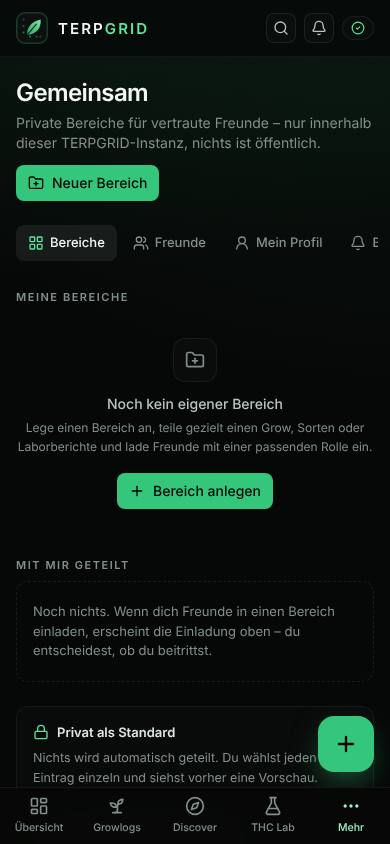 TERPGRID
Gemeinsam
Private Bereiche für vertraute Freunde – nur innerhalb
dieser TERPGRID-Instanz, nichts ist öffentlich.
Neuer Bereich
Bereiche Freunde Mein Profil
MEINE BEREICHE
Noch kein eigener Bereich
Lege einen Bereich an, teile gezielt einen Grow, Sorten oder
Laborberichte und lade Freunde mit einer passenden Rolle ein.
Bereich anlegen
MIT MIR GETEILT
Noch nichts. Wenn dich Freunde in einen Bereich
einladen, erscheint die Einladung oben – du
entscheidest, ob du beitrittst.
Privat als Standard
Nichts wird automatisch geteilt. Du wählst jeden
Eintrag einzeln und siehst vorher eine Vorschau.
Übersicht Growlogs Discover THC Lab Mehr